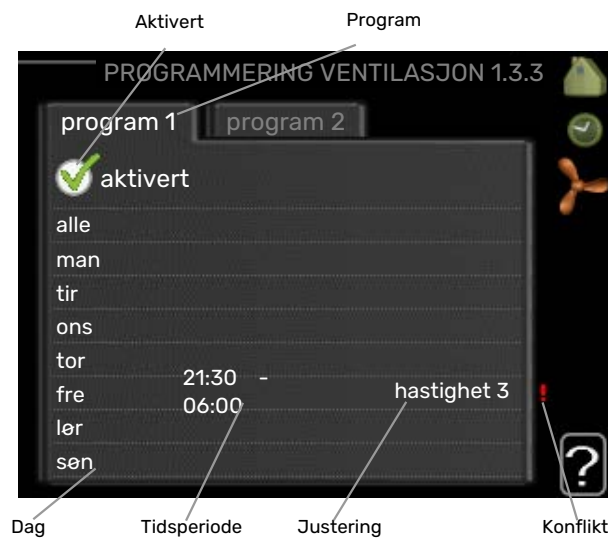 Aktivert Program
PROGRAMMERING VENTILASJON 1.3.3
program 1 program 2
aktivert
alle
man
tir
ons
tor
21:30 -
fre hastighet 3 !
06:00
lør
søn
?
Dag Tidsperiode Justering Konflikt